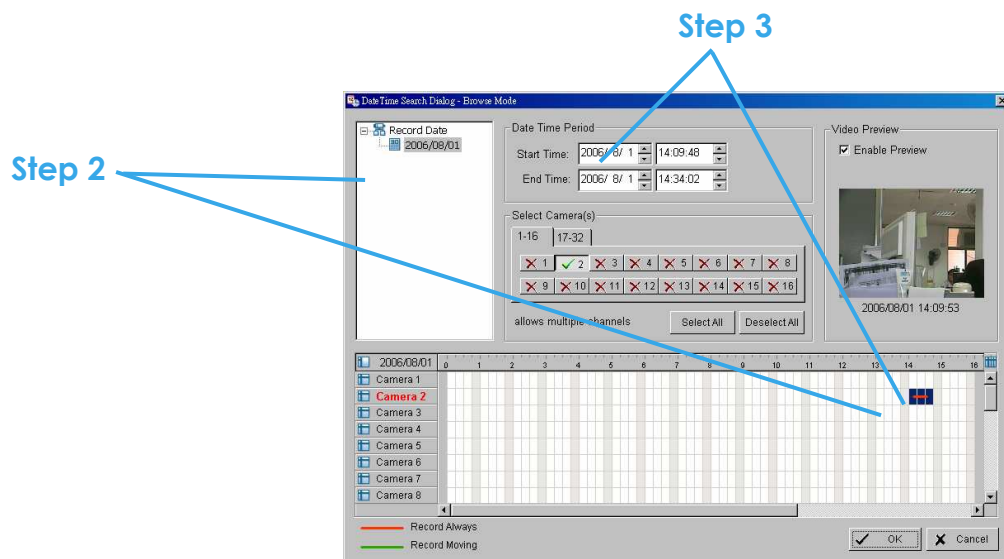 Step 3
DateTime Search Dialog - Browse Mode
Record Date
2006/08/01
Step 2
Date Time Period
Start Time: 2006/ 8/ 1 14:09:48
End Time: 2006/ 8/ 1 14:34:02
Select Camera(s)
1-16 17-32
1 2 3 4 5 6 7 8
9 10 11 12 13 14 15 16
allows multiple channels Select All Deselect All
Video Preview
Enable Preview
2006/08/01 14:09:53
2006/08/01 0 1 2 3 4 5 6 7 8 9 10 11 12 13 14 15 16
Camera 1
Camera 2
Camera 3
Camera 4
Camera 5
Camera 6
Camera 7
Camera 8
Record Always
Record Moving
OK Cancel